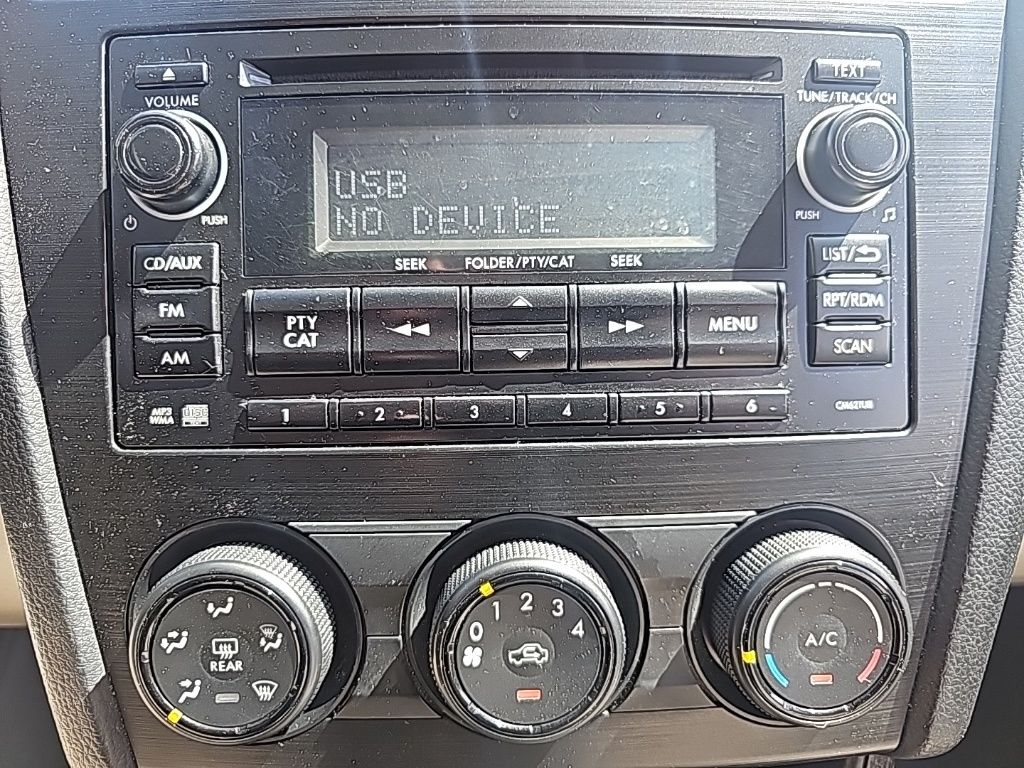 TEXT
VOLUME
TUNE/TRACK/CH
USB
NO DEVICE
PUSH
PUSH
SEEK FOLDER/PTY/CAT SEEK
CD/AUX
LIST/
FM
PTY
CAT
MENU
RPT/RDM
AM
SCAN
MP3
WMA
1 2 3 4 5 6
0 1 2 3 4
REAR
A/C